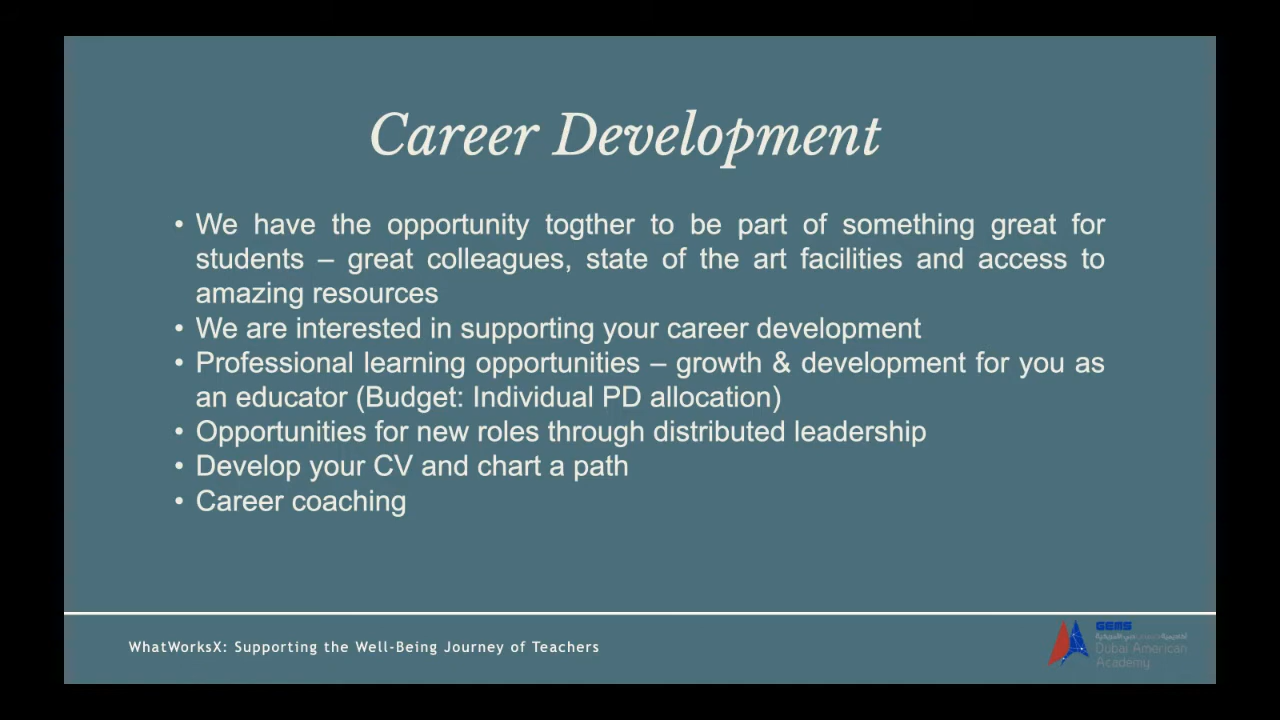 Career Development
• We have the opportunity togther to be part of something great for
students – great colleagues, state of the art facilities and access to
amazing resources
• We are interested in supporting your career development
• Professional learning opportunities – growth & development for you as
an educator (Budget: Individual PD allocation)
• Opportunities for new roles through distributed leadership
• Develop your CV and chart a path
• Career coaching
WhatWorksX: Supporting the Well-Being Journey of Teachers
GEMS
Dubai American
Academy